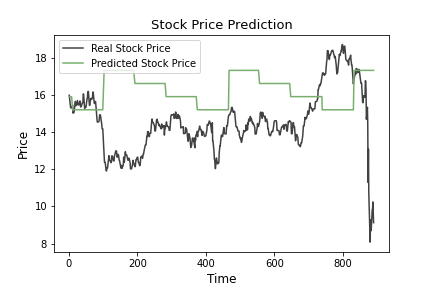 Stock Price Prediction
Real Stock Price
Predicted Stock Price
18
16
14
12
10
8
Price
0 200 400 600 800
Time